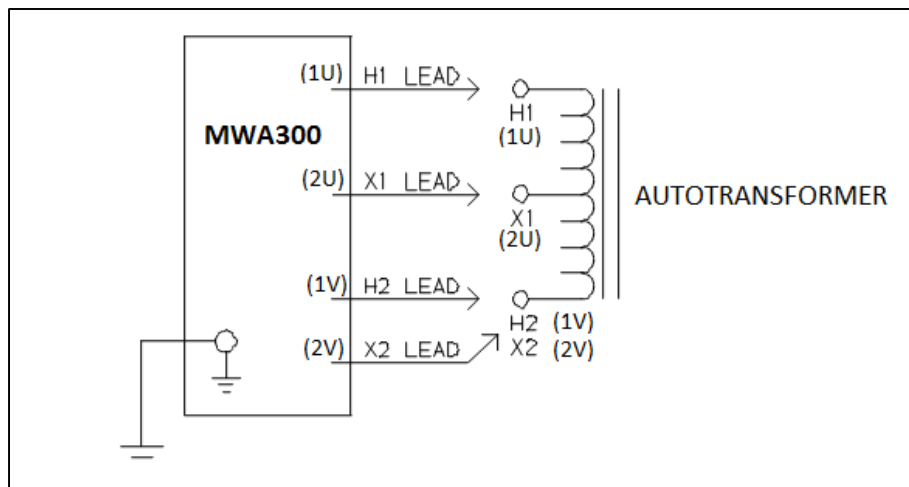 (1U) H1 LEAD
H1
(1U)
MWA300
(2U) X1 LEAD
X1
(2U)
AUTOTRANSFORMER
(1V) H2 LEAD
H2 (1V)
X2 (2V)
(2V) X2 LEAD